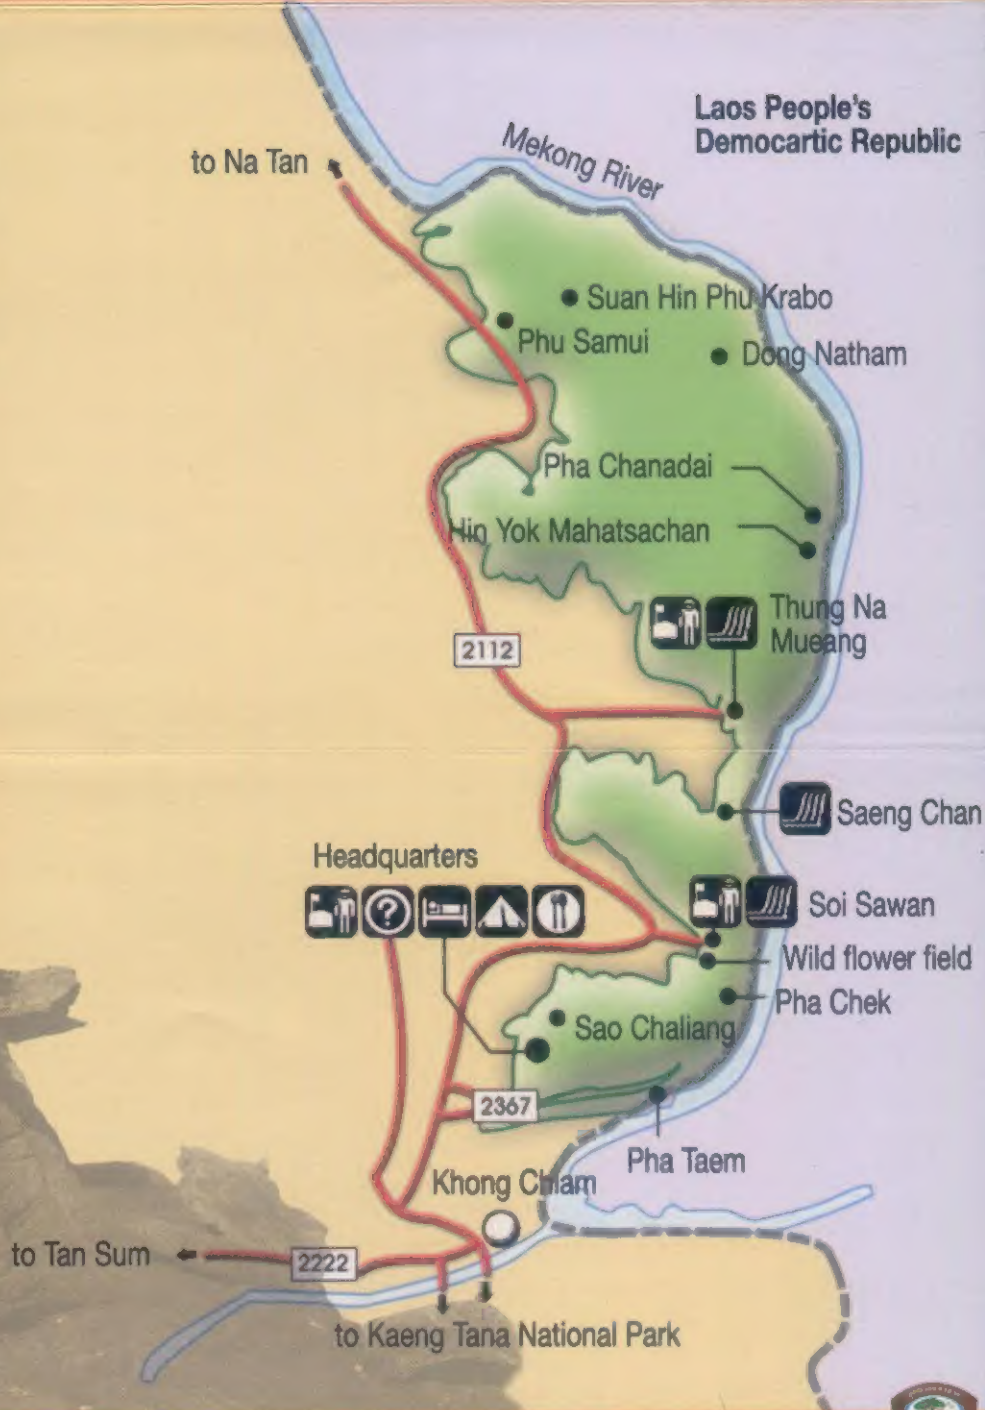 Laos People's
Democartic Republic
Mekong River
to Na Tan
Suan Hin Phu Krabo
Phu Samui
Dong Natham
Pha Chanadai
Hin Yok Mahatsachan
Thung Na
Mueang
2112
Saeng Chan
Headquarters
?
Soi Sawan
Wild flower field
Pha Chek
Sao Chaliang
2367
Pha Taem
Khong Chiam
to Tan Sum
2222
to Kaeng Tana National Park